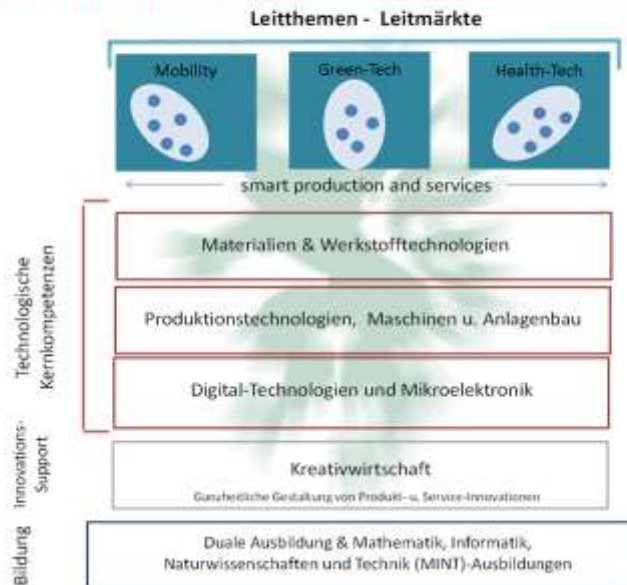 Leitthemen - Leitmärkte
Mobility
Green-Tech
Health-Tech
smart production and services
Technologische
Kernkompetenzen
Materialien & Werkstofftechnologien
Produktionstechnologien, Maschinen u. Anlagenbau
Digital-Technologien und Mikroelektronik
Innovations-
Support
Kreativwirtschaft
Ganzheitliche Gestaltung von Produkt- u. Service-Innovationen
Bildung
Duale Ausbildung & Mathematik, Informatik,
Naturwissenschaften und Technik (MINT)-Ausbildungen